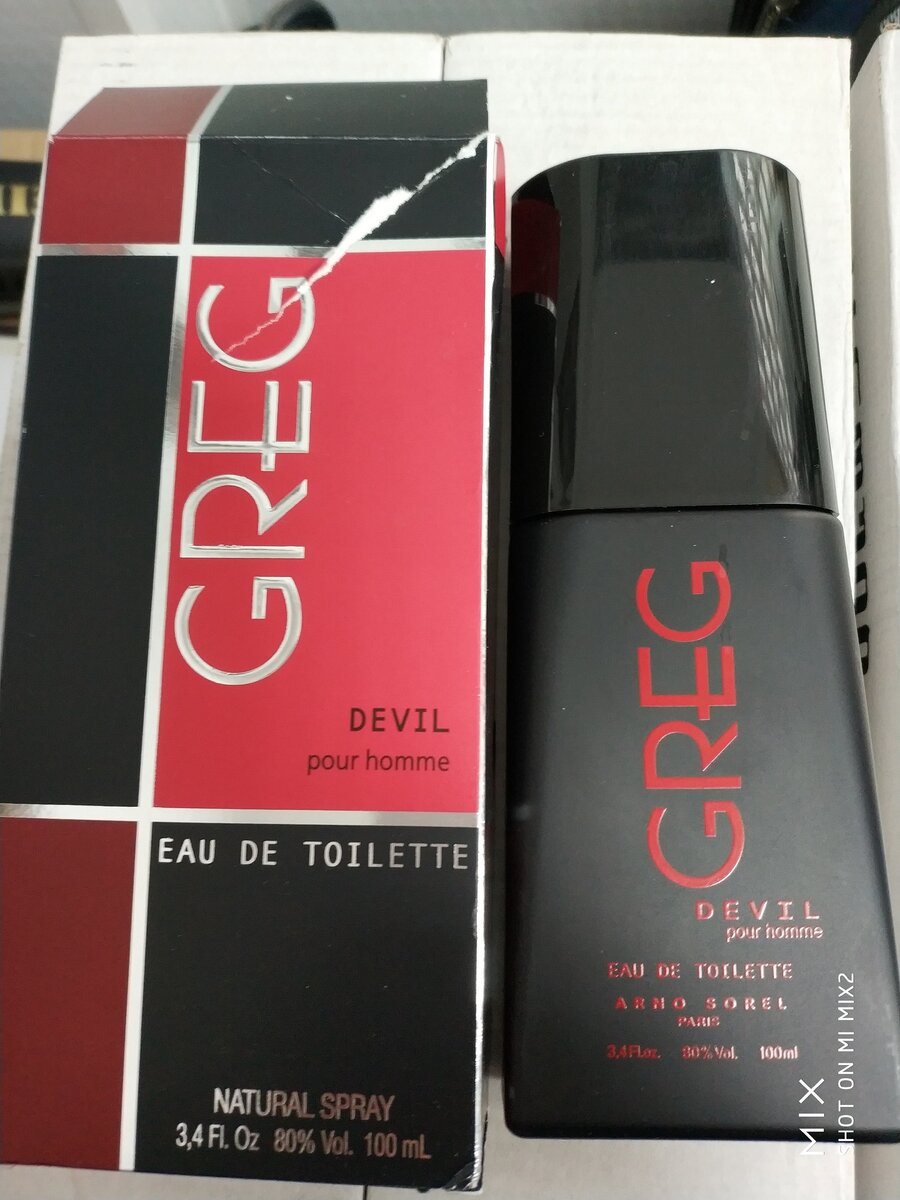 GREG
DEVIL
pour homme
EAU DE TOILETTE
NATURAL SPRAY
3,4 Fl. Oz 80% Vol. 100 mL
GREG
DEVIL
pour homme
EAU DE TOILETTE
ARNO SOREL
PARIS
3,4 Fl.oz. 80% Vol. 100ml
MIX
SHOT ON MI MIX2